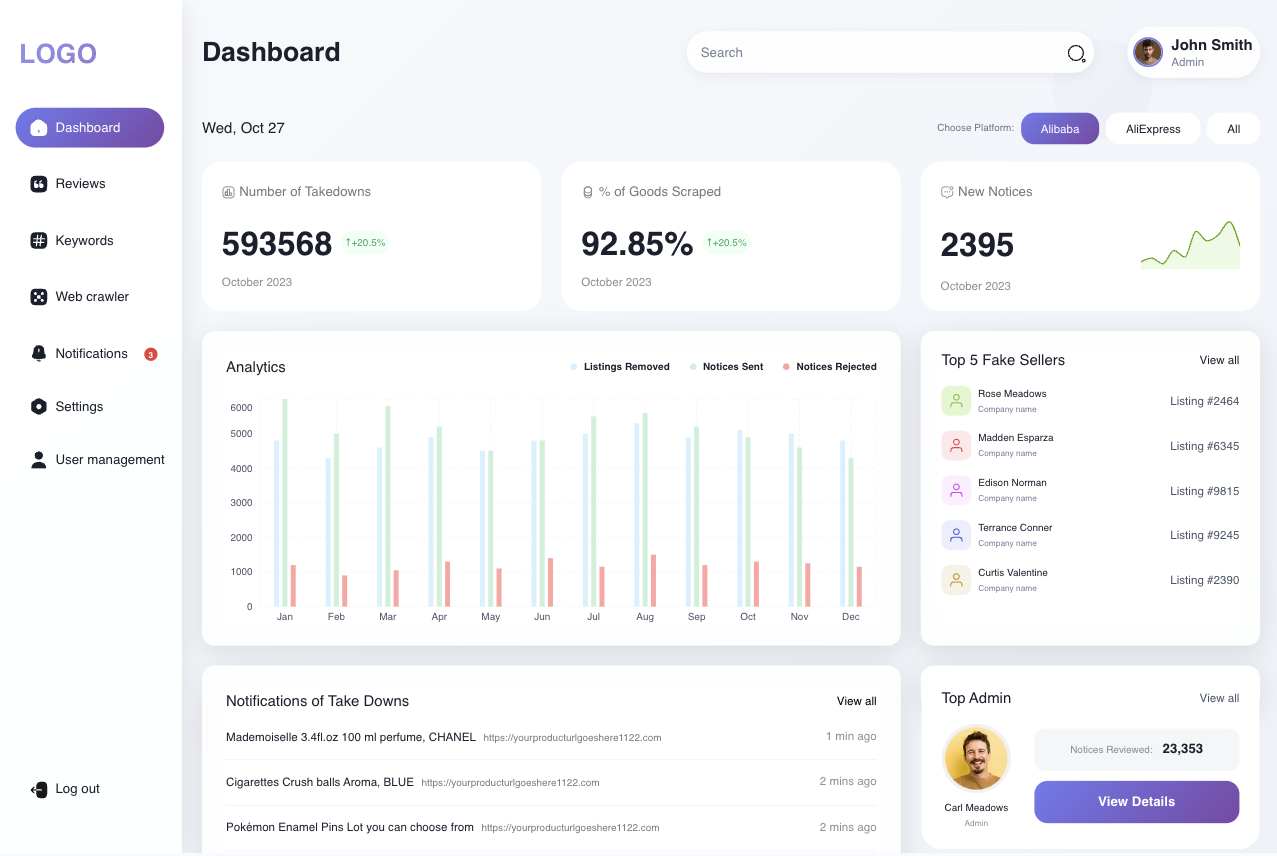 LOGO
Dashboard
Reviews
Keywords
Web crawler
Notifications 3
Settings
User management
Log out
Dashboard
Search
John Smith
Admin
Wed, Oct 27
Choose Platform: Alibaba AliExpress All
Number of Takedowns
593568 ↑+20.5%
October 2023
% of Goods Scraped
92.85% ↑+20.5%
October 2023
New Notices
2395
October 2023
Analytics
Listings Removed Notices Sent Notices Rejected
6000
5000
4000
3000
2000
1000
0
Jan Feb Mar Apr May Jun Jul Aug Sep Oct Nov Dec
Top 5 Fake Sellers View all
Rose Meadows
Company name
Listing #2464
Madden Esparza
Company name
Listing #6345
Edison Norman
Company name
Listing #9815
Terrance Conner
Company name
Listing #9245
Curtis Valentine
Company name
Listing #2390
Notifications of Take Downs View all
Mademoiselle 3.4fl.oz 100 ml perfume, CHANEL https://yourproducturlgoeshere1122.com 1 min ago
Cigarettes Crush balls Aroma, BLUE https://yourproducturlgoeshere1122.com 2 mins ago
Pokémon Enamel Pins Lot you can choose from https://yourproducturlgoeshere1122.com 2 mins ago
Top Admin View all
Carl Meadows
Admin
Notices Reviewed: 23,353
View Details